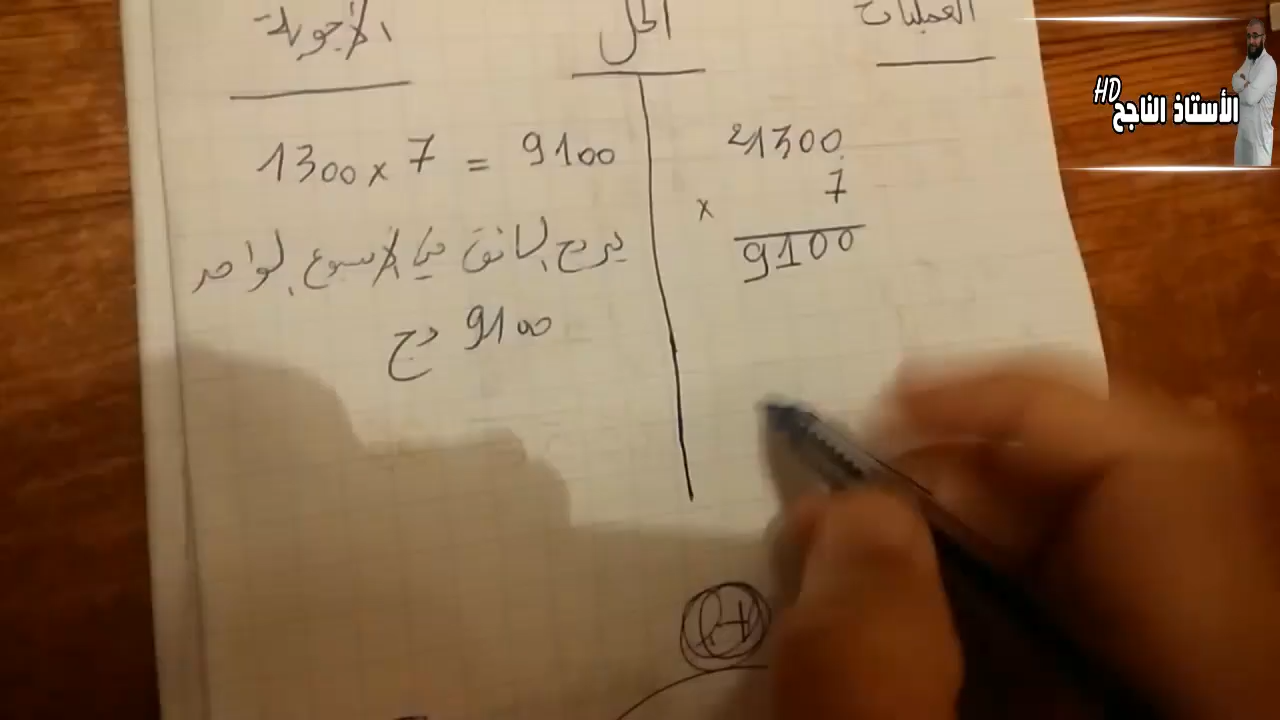 العمليات
الحل
الأجوبة
HD
الأستاذ الناجح
1300 x 7 = 9100
يربح السائق في الأسبوع الواحد
9100 دج
2
1300
x 7
9100